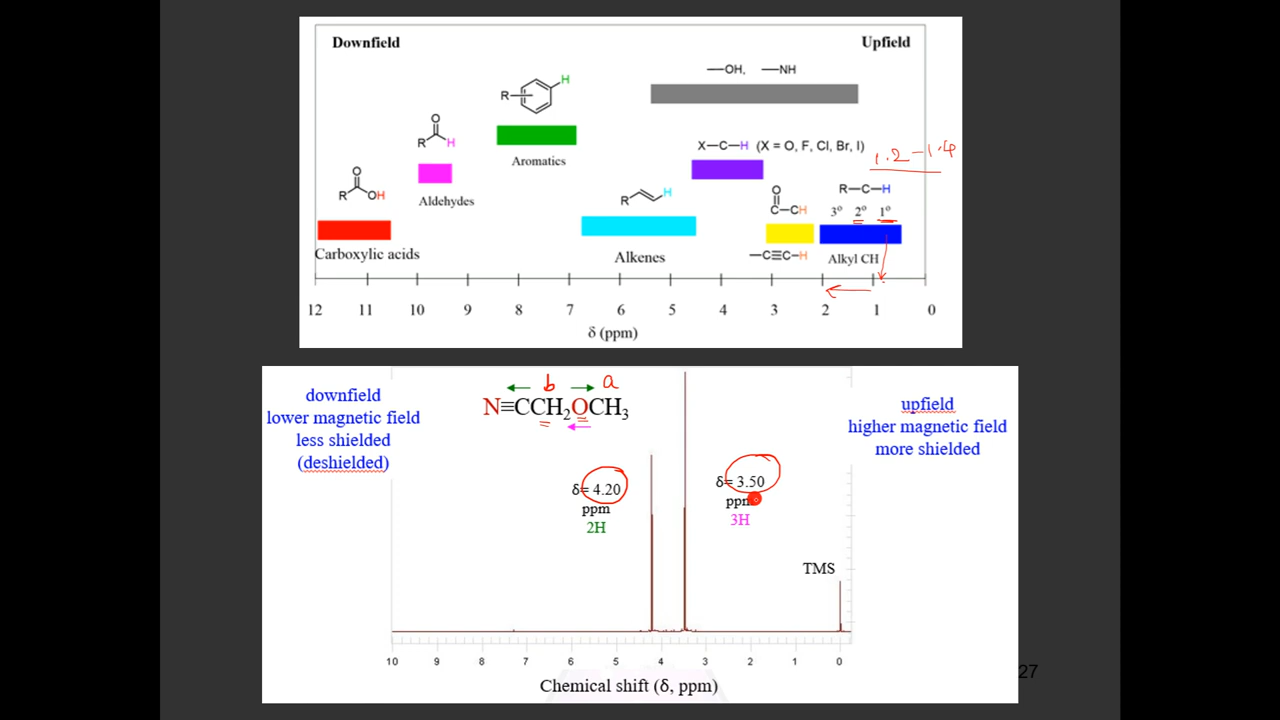 Downfield
Upfield
—OH, —NH
H
R
O
R H
Aromatics
X—C—H (X = O, F, Cl, Br, I)
1.2 – 1.4
O
R OH
Aldehydes
R H
O
C—CH
R—C—H
3° 2° 1°
Carboxylic acids
Alkenes
—C≡C—H
Alkyl CH
12 11 10 9 8 7 6 5 4 3 2 1 0
δ (ppm)
downfield
lower magnetic field
less shielded
(deshielded)
b a
N≡CCH₂OCH₃
upfield
higher magnetic field
more shielded
δ= 4.20
ppm
2H
δ= 3.50
ppm
3H
TMS
10 9 8 7 6 5 4 3 2 1 0
Chemical shift (δ, ppm)
27